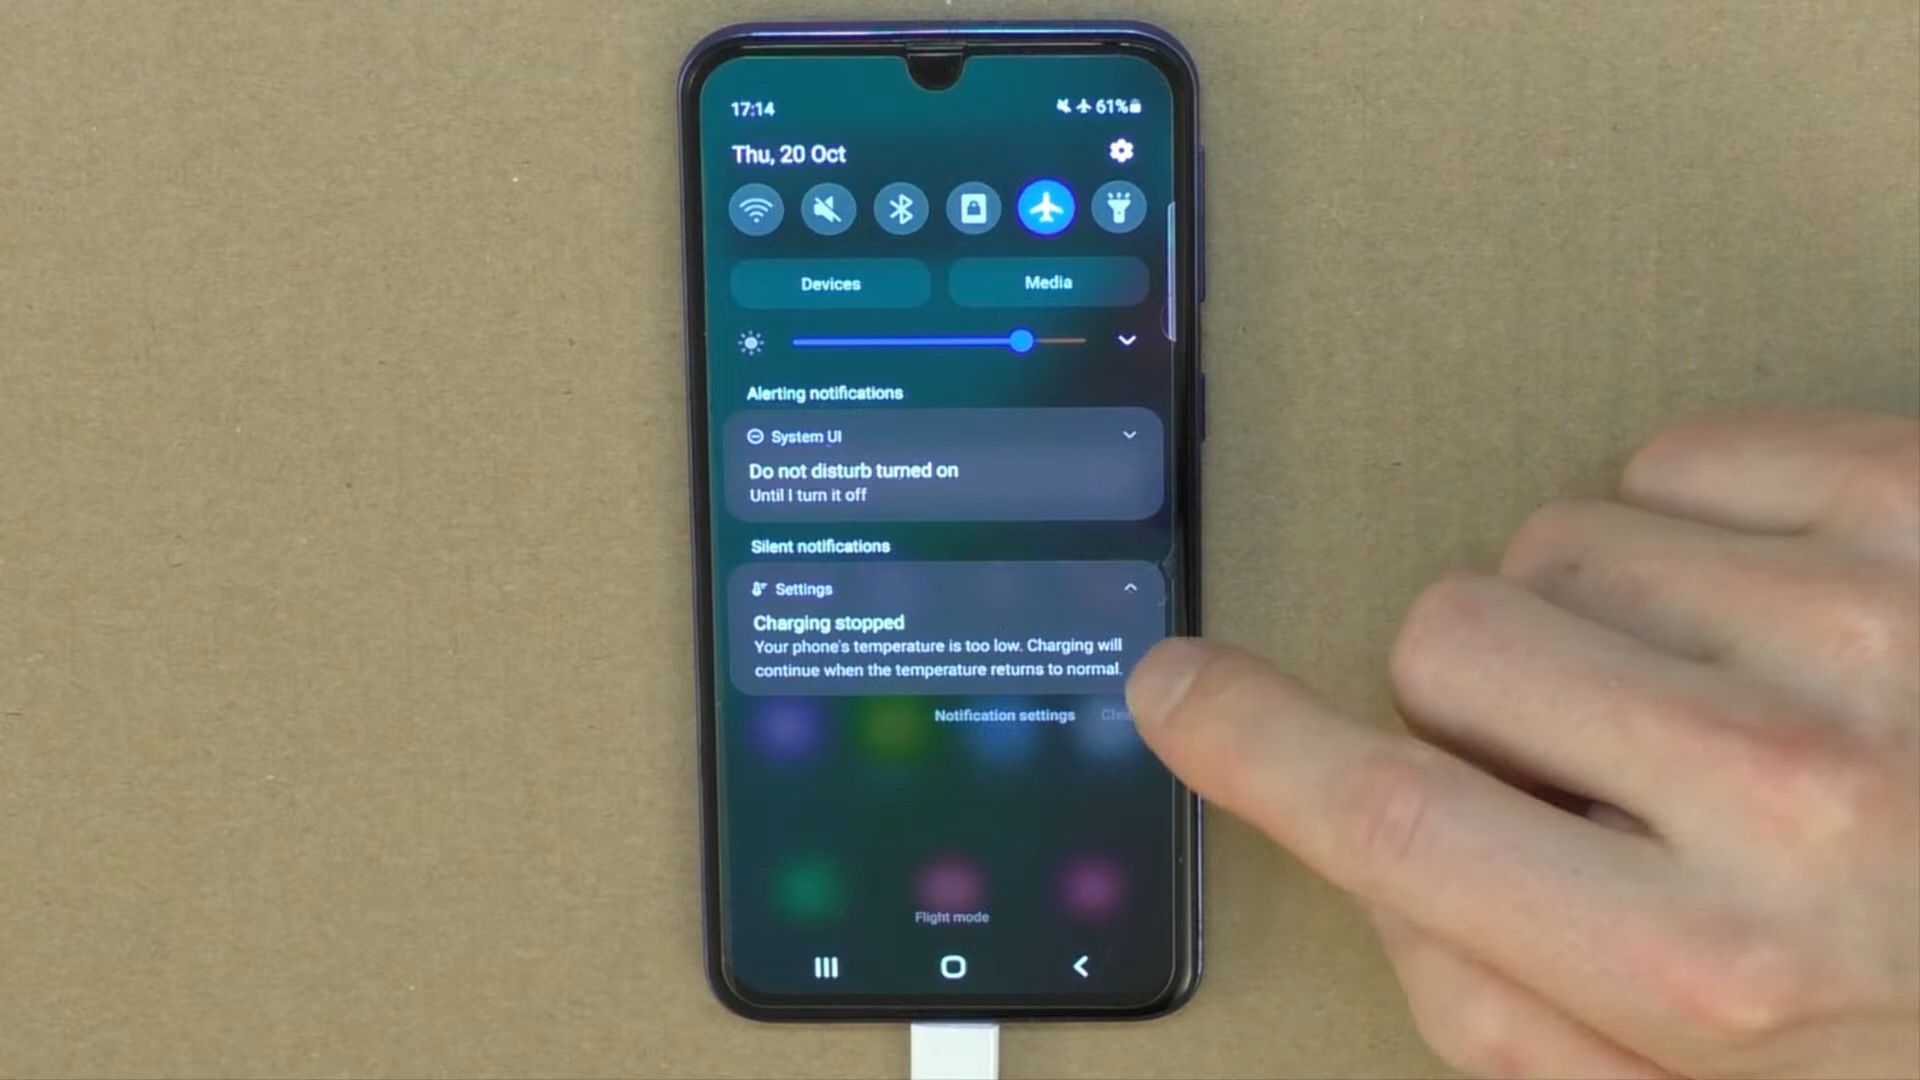 17:14
61%
Thu, 20 Oct
Devices
Media
Alerting notifications
System UI
Do not disturb turned on
Until I turn it off
Silent notifications
Settings
Charging stopped
Your phone's temperature is too low. Charging will
continue when the temperature returns to normal.
Notification settings
Flight mode